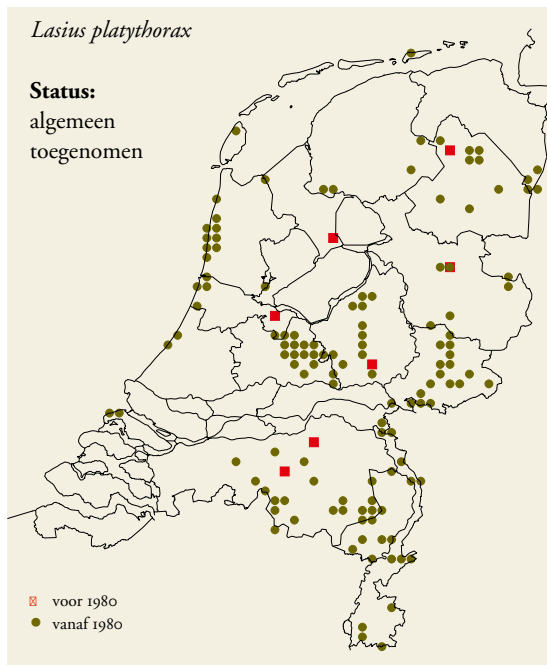 Lasius platythorax
Status:
algemeen
toegenomen
voor 1980
vanaf 1980